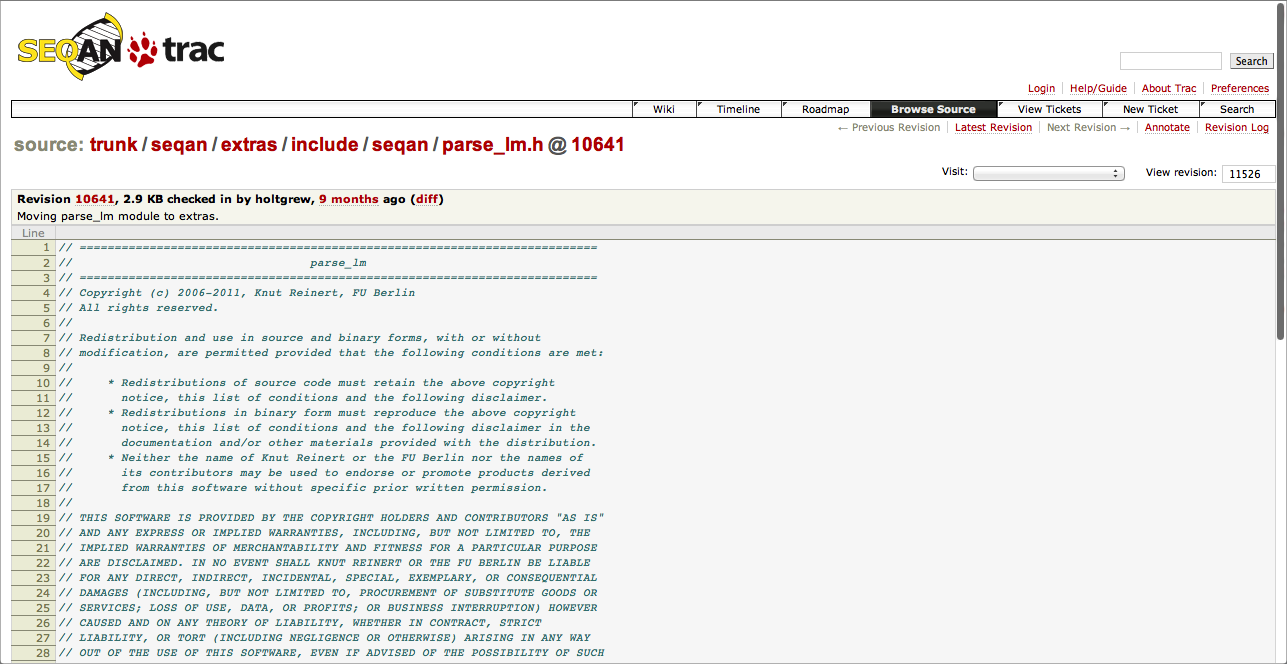 SEQAN trac
Search
Login Help/Guide About Trac Preferences
Wiki Timeline Roadmap Browse Source View Tickets New Ticket Search
← Previous Revision Latest Revision Next Revision → Annotate Revision Log
source: trunk / seqan / extras / include / seqan / parse_lm.h @ 10641
Visit: View revision: 11526
Revision 10641, 2.9 KB checked in by holtgrew, 9 months ago (diff)
Moving parse_lm module to extras.
Line
1 // ==========================================================================
2 // parse_lm
3 // ==========================================================================
4 // Copyright (c) 2006-2011, Knut Reinert, FU Berlin
5 // All rights reserved.
6 //
7 // Redistribution and use in source and binary forms, with or without
8 // modification, are permitted provided that the following conditions are met:
9 //
10 // * Redistributions of source code must retain the above copyright
11 // notice, this list of conditions and the following disclaimer.
12 // * Redistributions in binary form must reproduce the above copyright
13 // notice, this list of conditions and the following disclaimer in the
14 // documentation and/or other materials provided with the distribution.
15 // * Neither the name of Knut Reinert or the FU Berlin nor the names of
16 // its contributors may be used to endorse or promote products derived
17 // from this software without specific prior written permission.
18 //
19 // THIS SOFTWARE IS PROVIDED BY THE COPYRIGHT HOLDERS AND CONTRIBUTORS "AS IS"
20 // AND ANY EXPRESS OR IMPLIED WARRANTIES, INCLUDING, BUT NOT LIMITED TO, THE
21 // IMPLIED WARRANTIES OF MERCHANTABILITY AND FITNESS FOR A PARTICULAR PURPOSE
22 // ARE DISCLAIMED. IN NO EVENT SHALL KNUT REINERT OR THE FU BERLIN BE LIABLE
23 // FOR ANY DIRECT, INDIRECT, INCIDENTAL, SPECIAL, EXEMPLARY, OR CONSEQUENTIAL
24 // DAMAGES (INCLUDING, BUT NOT LIMITED TO, PROCUREMENT OF SUBSTITUTE GOODS OR
25 // SERVICES; LOSS OF USE, DATA, OR PROFITS; OR BUSINESS INTERRUPTION) HOWEVER
26 // CAUSED AND ON ANY THEORY OF LIABILITY, WHETHER IN CONTRACT, STRICT
27 // LIABILITY, OR TORT (INCLUDING NEGLIGENCE OR OTHERWISE) ARISING IN ANY WAY
28 // OUT OF THE USE OF THIS SOFTWARE, EVEN IF ADVISED OF THE POSSIBILITY OF SUCH